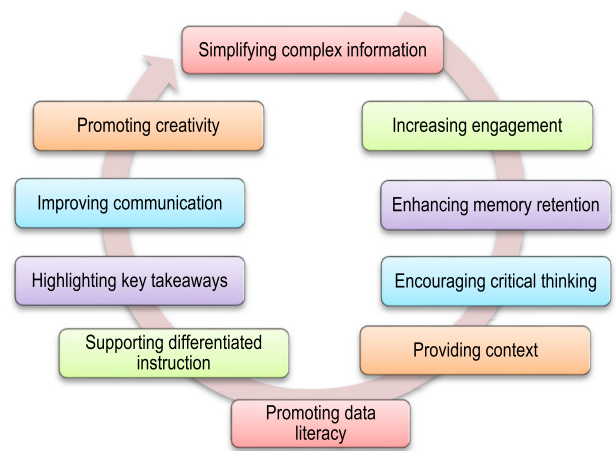 Simplifying complex information
Increasing engagement
Enhancing memory retention
Encouraging critical thinking
Providing context
Promoting data
literacy
Supporting differentiated
instruction
Highlighting key takeaways
Improving communication
Promoting creativity